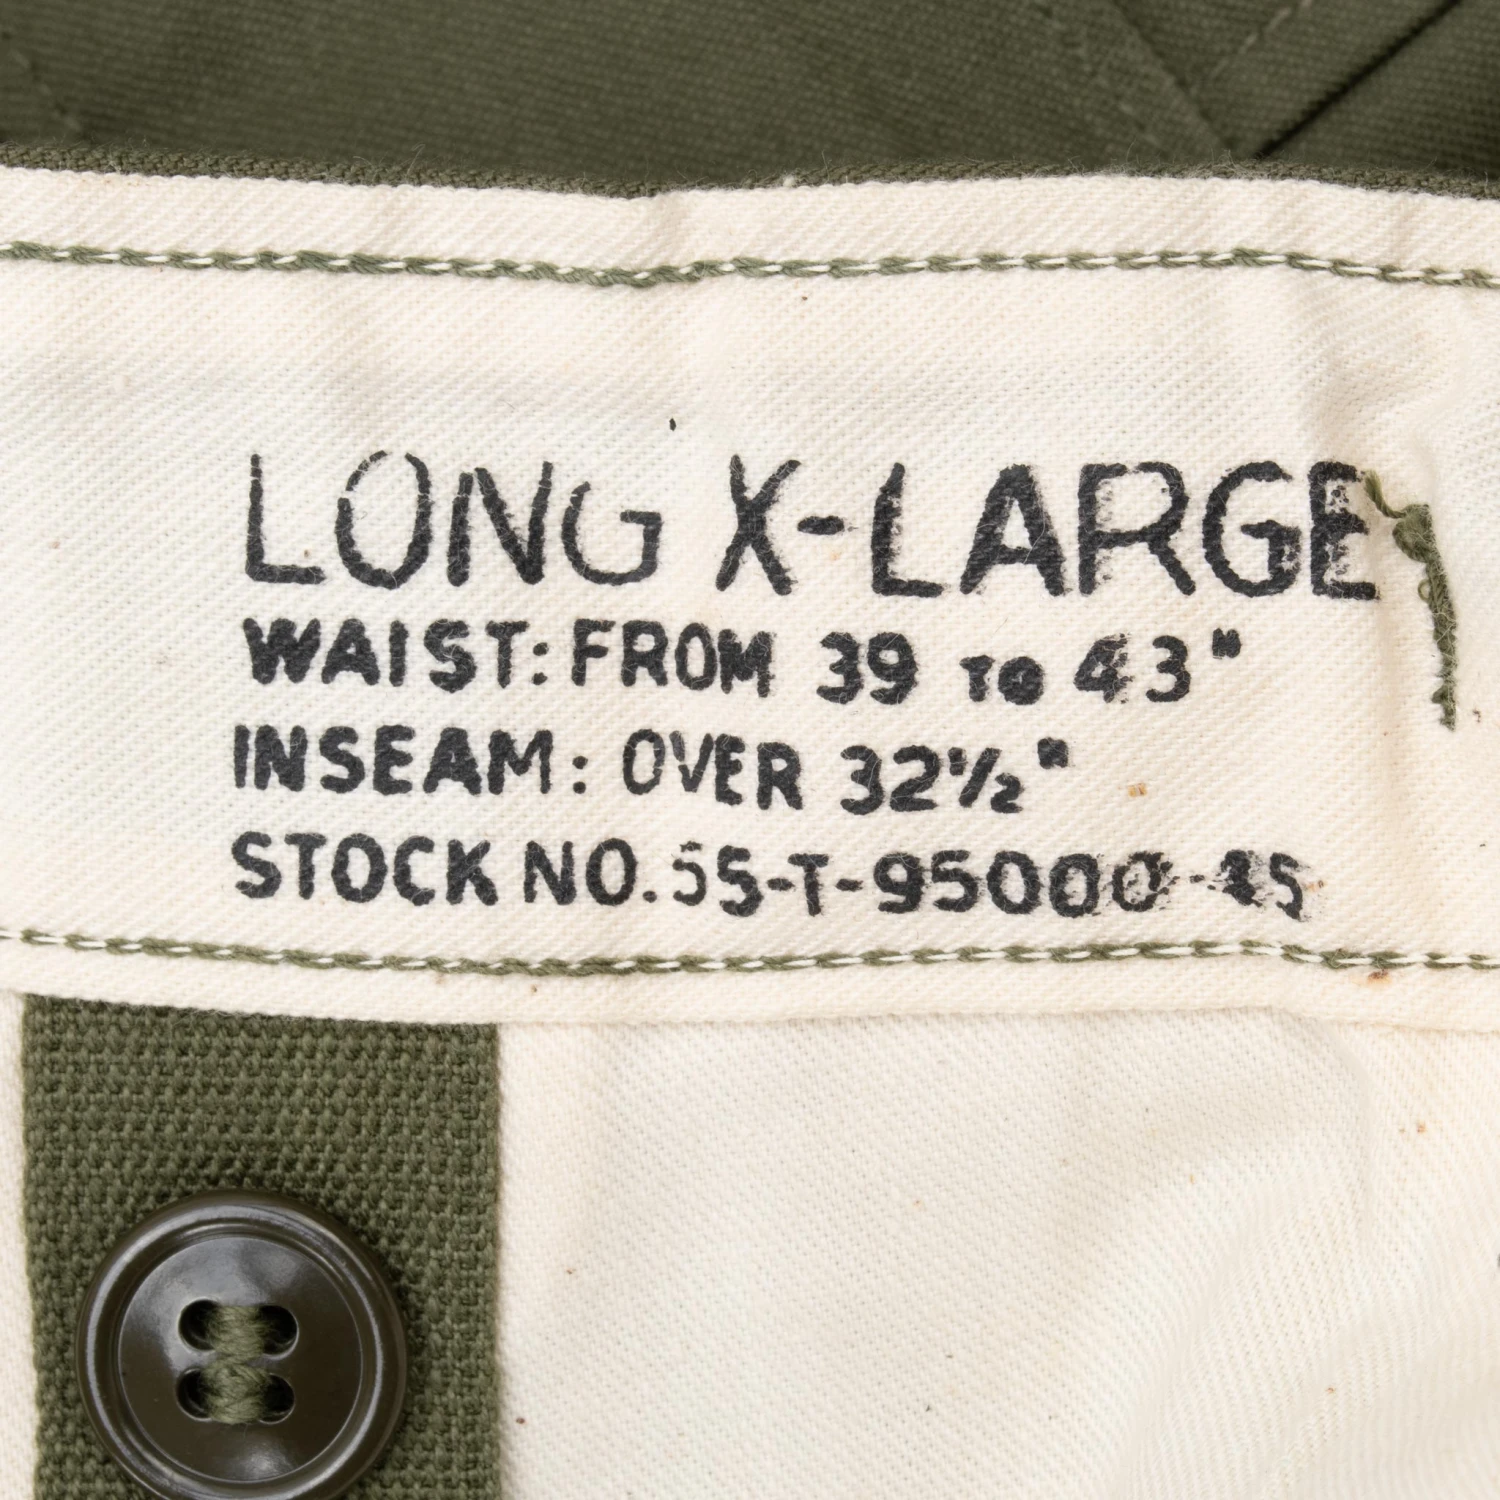 LONG X-LARGE
WAIST: FROM 39 TO 43"
INSEAM: OVER 32½"
STOCK NO. 55-T-95000-45